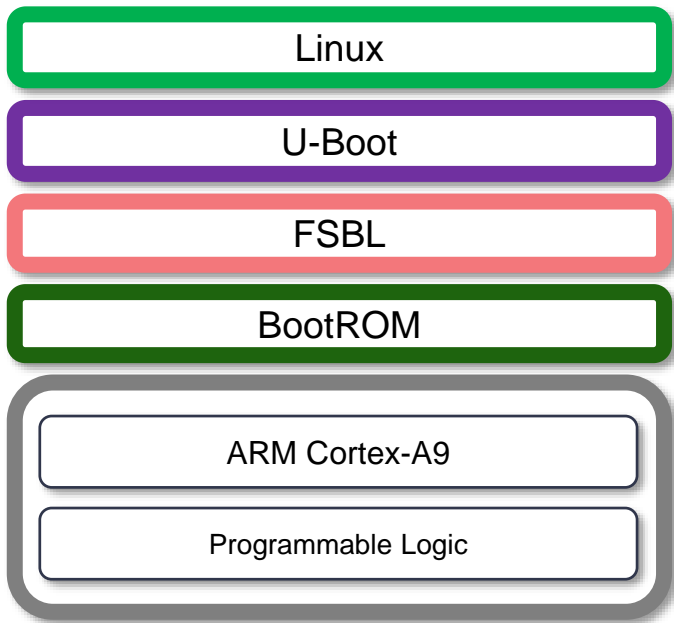 Linux
U-Boot
FSBL
BootROM
ARM Cortex-A9
Programmable Logic